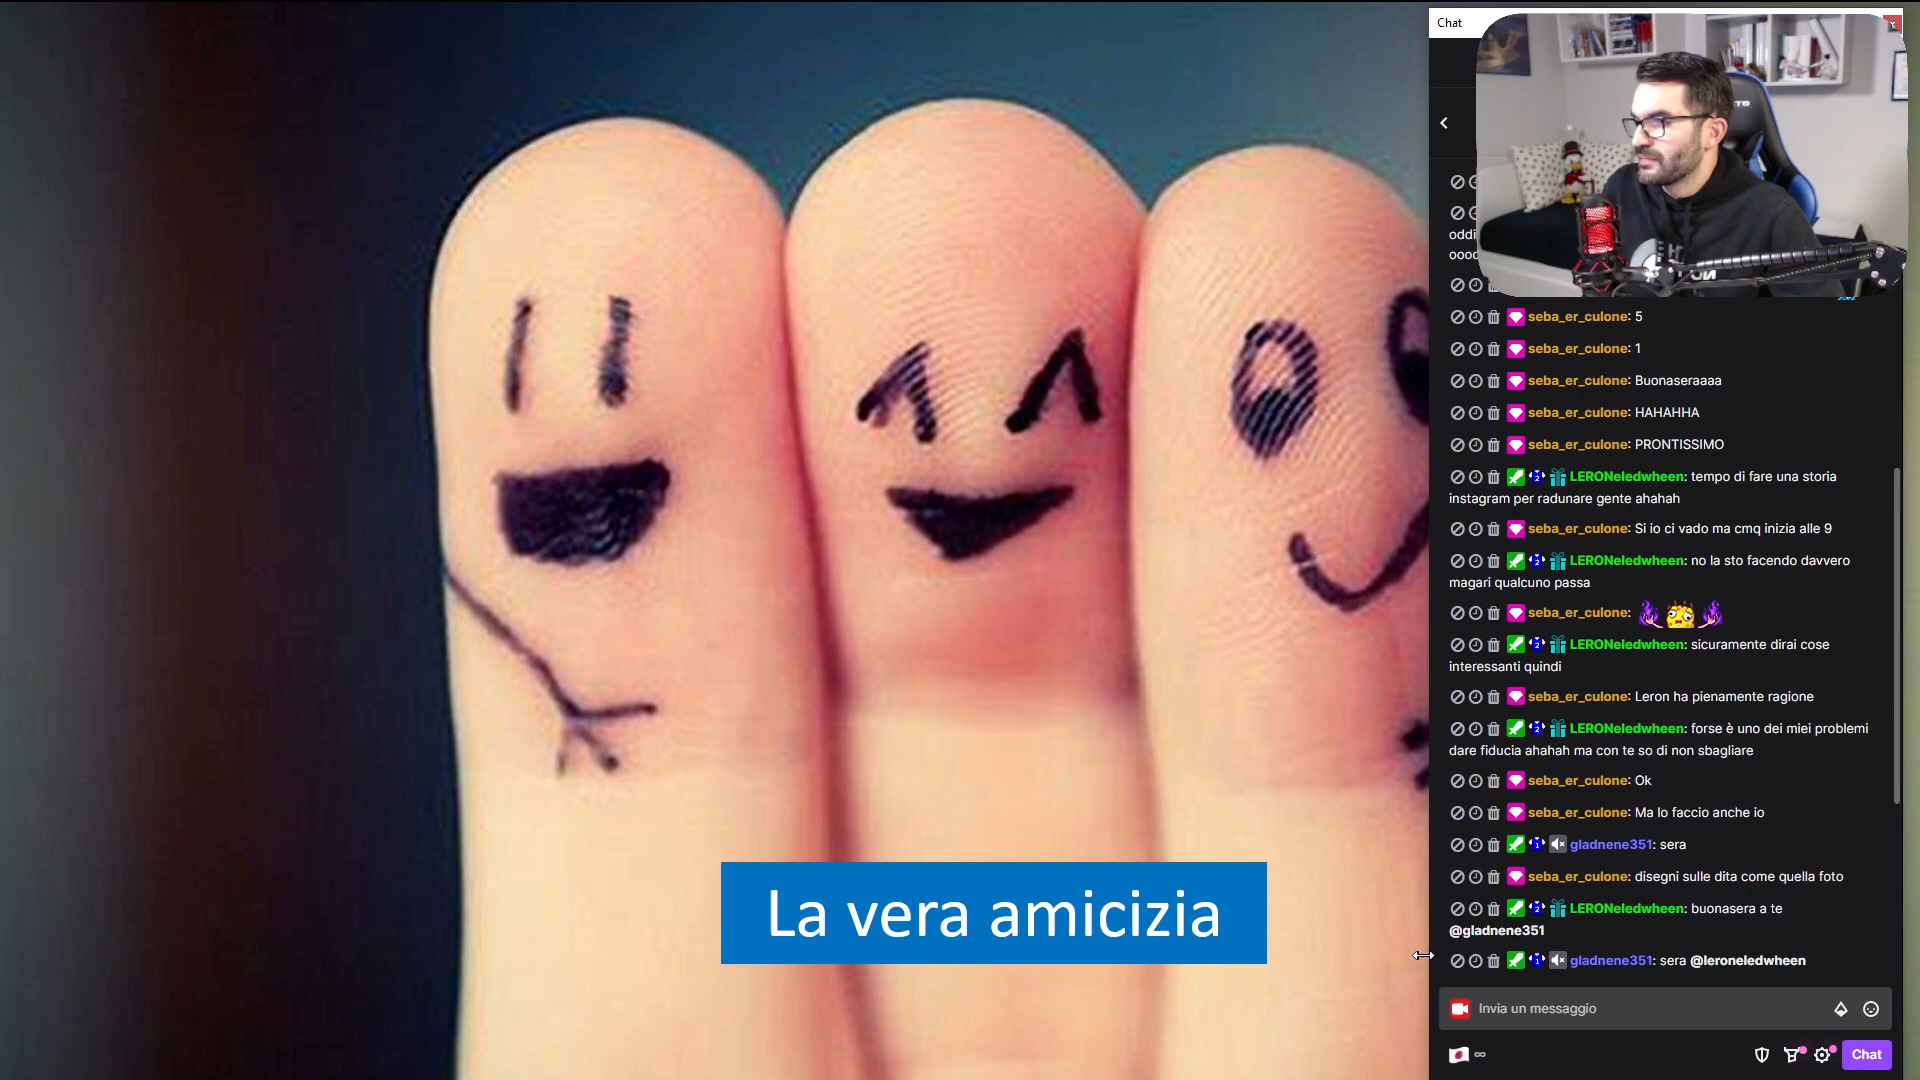 Chat
oddi
oooo
seba_er_culone: 5
seba_er_culone: 1
seba_er_culone: Buonaseraaaa
seba_er_culone: HAHAHHA
seba_er_culone: PRONTISSIMO
LERONeledwheen: tempo di fare una storia
instagram per radunare gente ahahah
seba_er_culone: Si io ci vado ma cmq inizia alle 9
LERONeledwheen: no la sto facendo davvero
magari qualcuno passa
seba_er_culone:
LERONeledwheen: sicuramente dirai cose
interessanti quindi
seba_er_culone: Leron ha pienamente ragione
LERONeledwheen: forse è uno dei miei problemi
dare fiducia ahahah ma con te so di non sbagliare
seba_er_culone: Ok
seba_er_culone: Ma lo faccio anche io
gladnene351: sera
seba_er_culone: disegni sulle dita come quella foto
LERONeledwheen: buonasera a te
@gladnene351
gladnene351: sera @leroneledwheen
La vera amicizia
Invia un messaggio
Chat